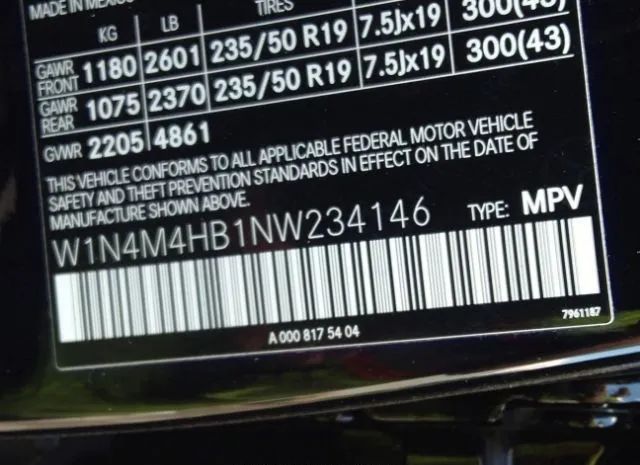 MADE IN MEXICO
KG LB TIRES
GAWR FRONT 1180 2601 235/50 R19 7.5Jx19 300(43)
GAWR REAR 1075 2370 235/50 R19 7.5Jx19 300(43)
GVWR 2205 4861
THIS VEHICLE CONFORMS TO ALL APPLICABLE FEDERAL MOTOR VEHICLE
SAFETY AND THEFT PREVENTION STANDARDS IN EFFECT ON THE DATE OF
MANUFACTURE SHOWN ABOVE.
W1N4M4HB1NW234146 TYPE: MPV
7961187
A 000 817 54 04